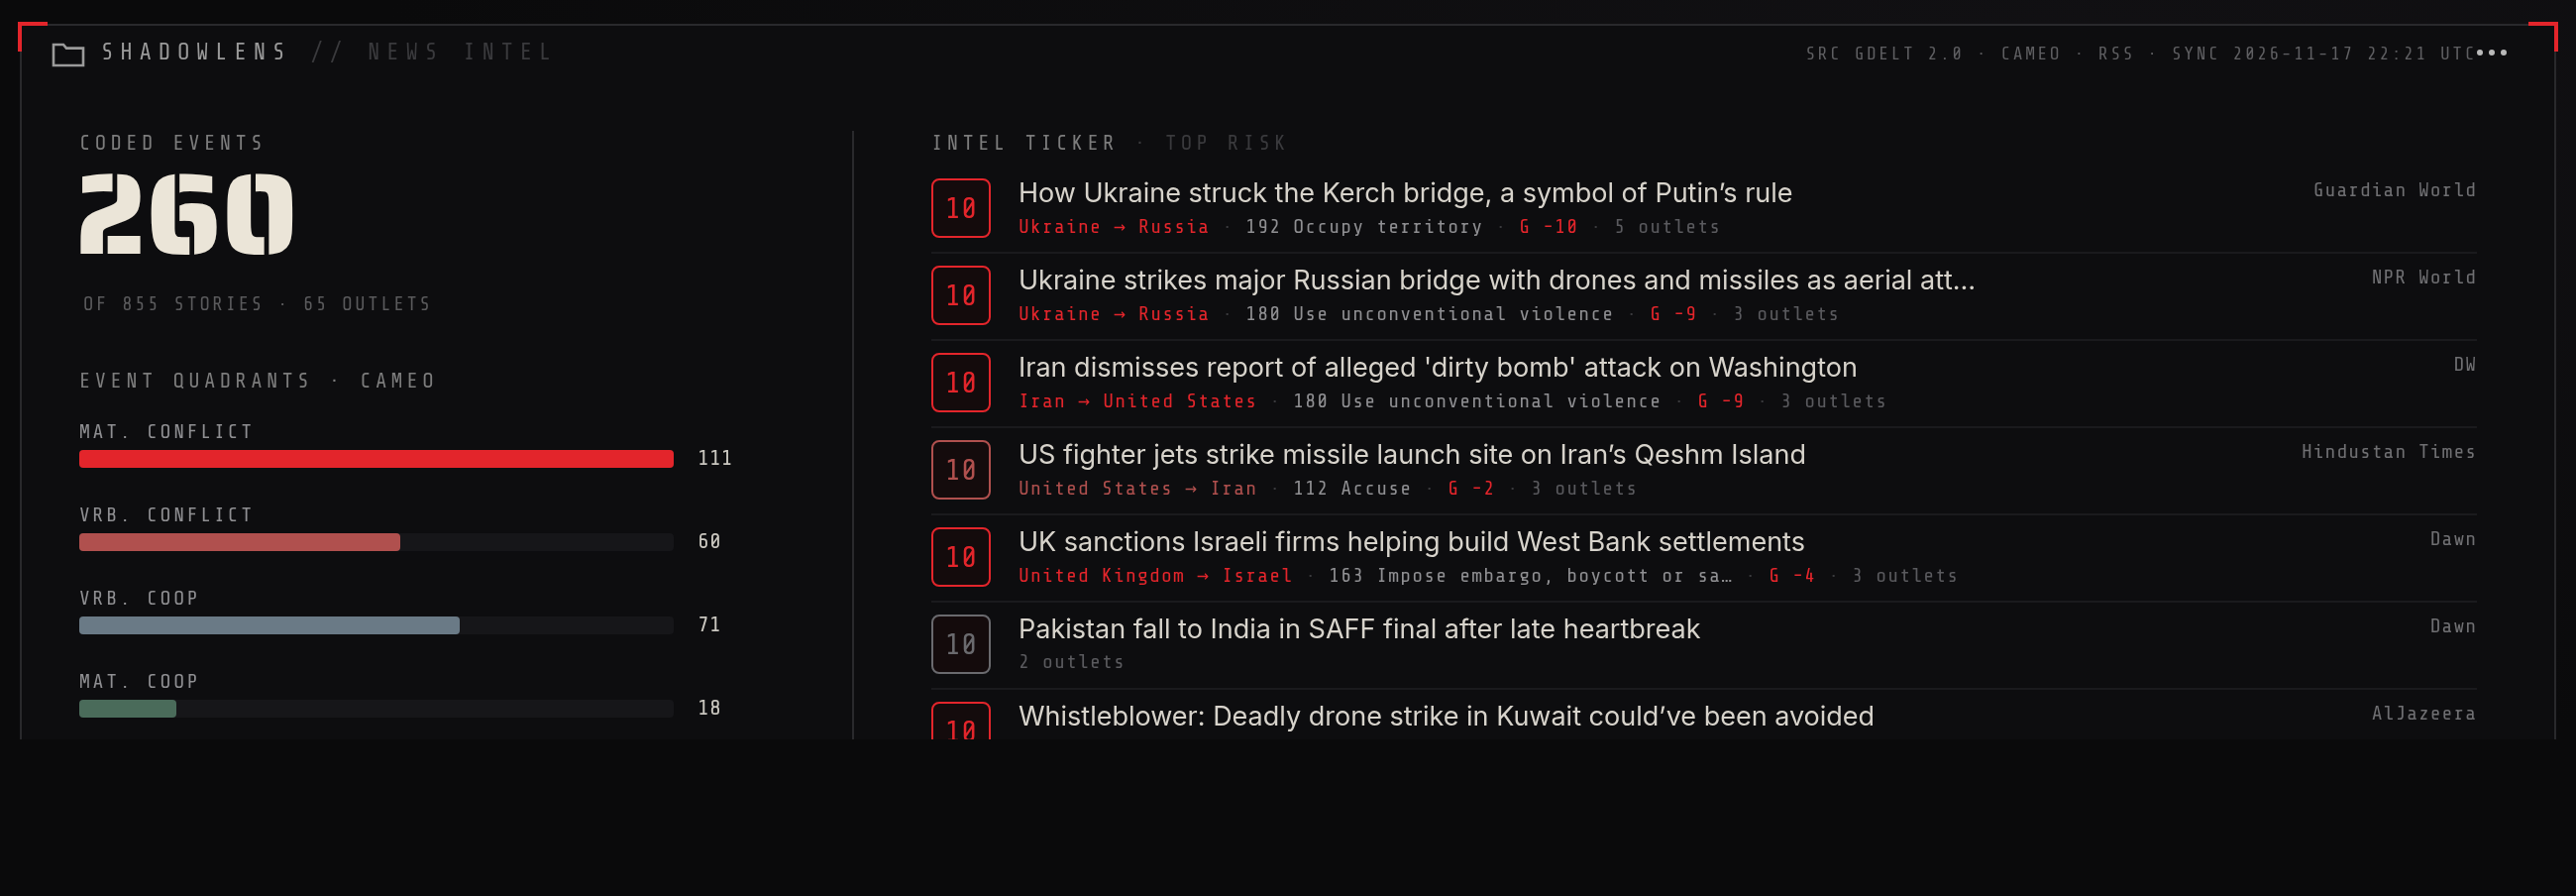 SHADOWLENS // NEWS INTEL
SRC GDELT 2.0 · CAMEO · RSS · SYNC 2026-11-17 22:21 UTC
CODED EVENTS
260
OF 855 STORIES · 65 OUTLETS
EVENT QUADRANTS · CAMEO
MAT. CONFLICT
111
VRB. CONFLICT
60
VRB. COOP
71
MAT. COOP
18
INTEL TICKER · TOP RISK
10 How Ukraine struck the Kerch bridge, a symbol of Putin’s rule Guardian World
Ukraine → Russia · 192 Occupy territory · G -10 · 5 outlets
10 Ukraine strikes major Russian bridge with drones and missiles as aerial att... NPR World
Ukraine → Russia · 180 Use unconventional violence · G -9 · 3 outlets
10 Iran dismisses report of alleged 'dirty bomb' attack on Washington DW
Iran → United States · 180 Use unconventional violence · G -9 · 3 outlets
10 US fighter jets strike missile launch site on Iran’s Qeshm Island Hindustan Times
United States → Iran · 112 Accuse · G -2 · 3 outlets
10 UK sanctions Israeli firms helping build West Bank settlements Dawn
United Kingdom → Israel · 163 Impose embargo, boycott or sa… · G -4 · 3 outlets
10 Pakistan fall to India in SAFF final after late heartbreak Dawn
2 outlets
10 Whistleblower: Deadly drone strike in Kuwait could’ve been avoided AlJazeera